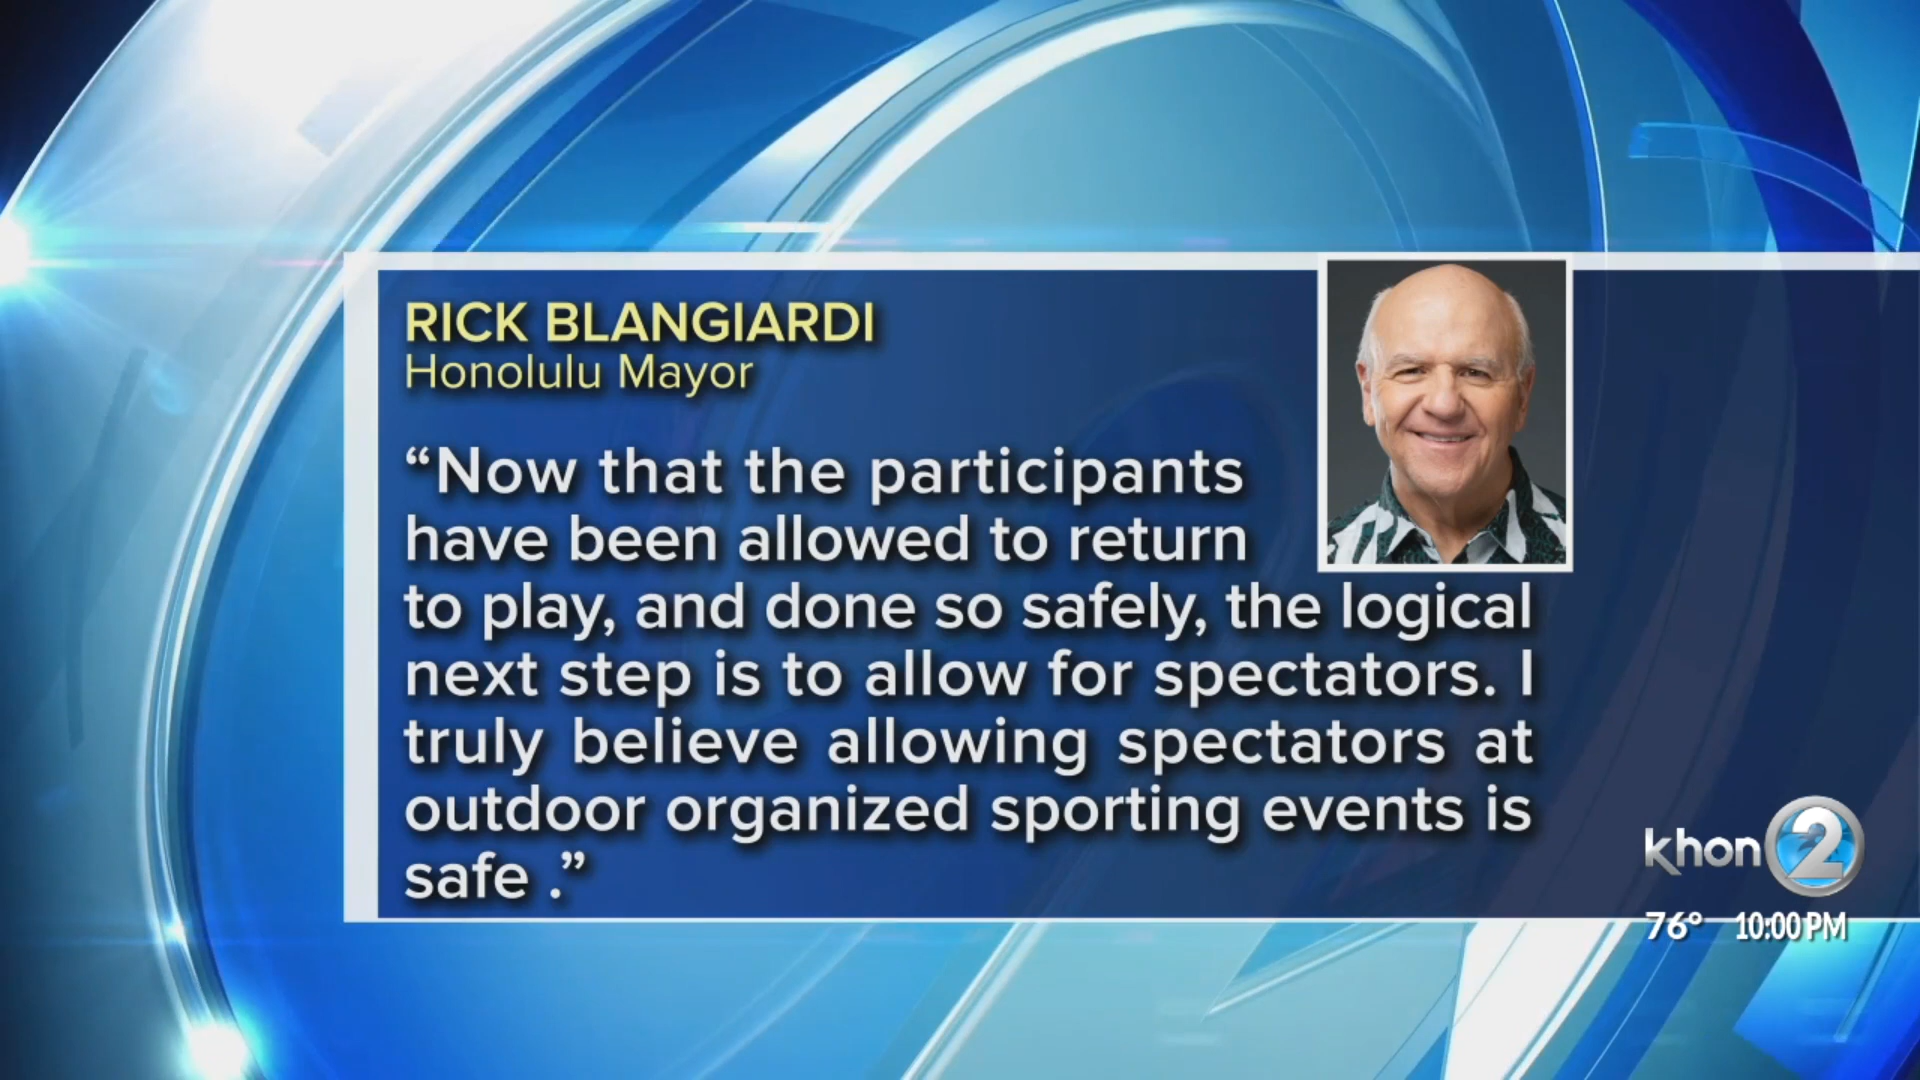 RICK BLANGIARDI
Honolulu Mayor
“Now that the participants
have been allowed to return
to play, and done so safely, the logical
next step is to allow for spectators. I
truly believe allowing spectators at
outdoor organized sporting events is
safe .”
khon 2
76° 10:00 PM